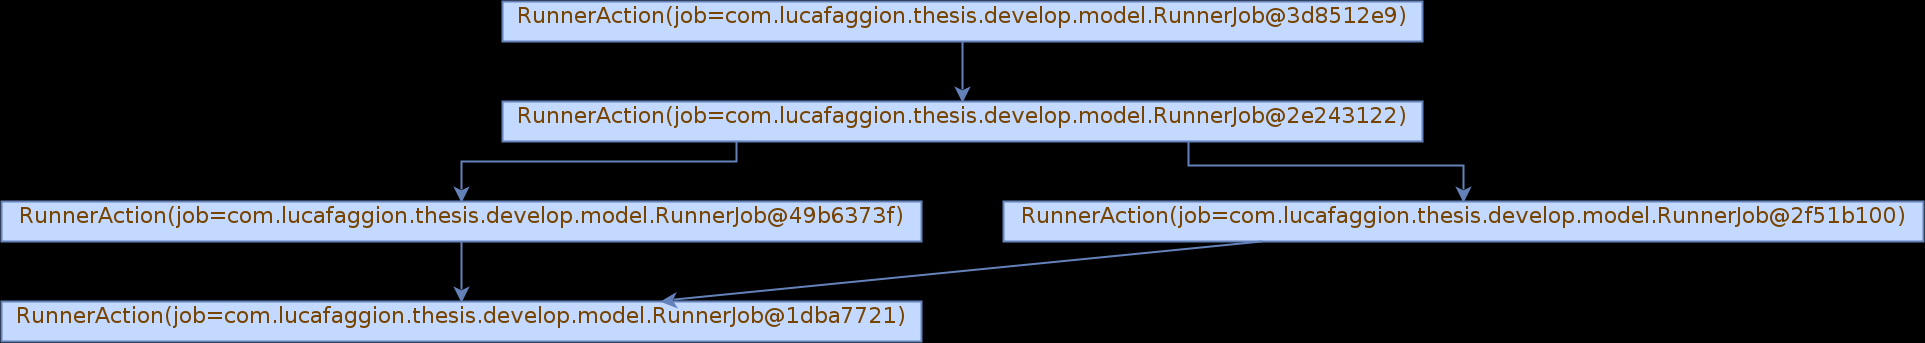 RunnerAction(job=com.lucafaggion.thesis.develop.model.RunnerJob@3d8512e9)
RunnerAction(job=com.lucafaggion.thesis.develop.model.RunnerJob@2e243122)
RunnerAction(job=com.lucafaggion.thesis.develop.model.RunnerJob@49b6373f)
RunnerAction(job=com.lucafaggion.thesis.develop.model.RunnerJob@2f51b100)
RunnerAction(job=com.lucafaggion.thesis.develop.model.RunnerJob@1dba7721)